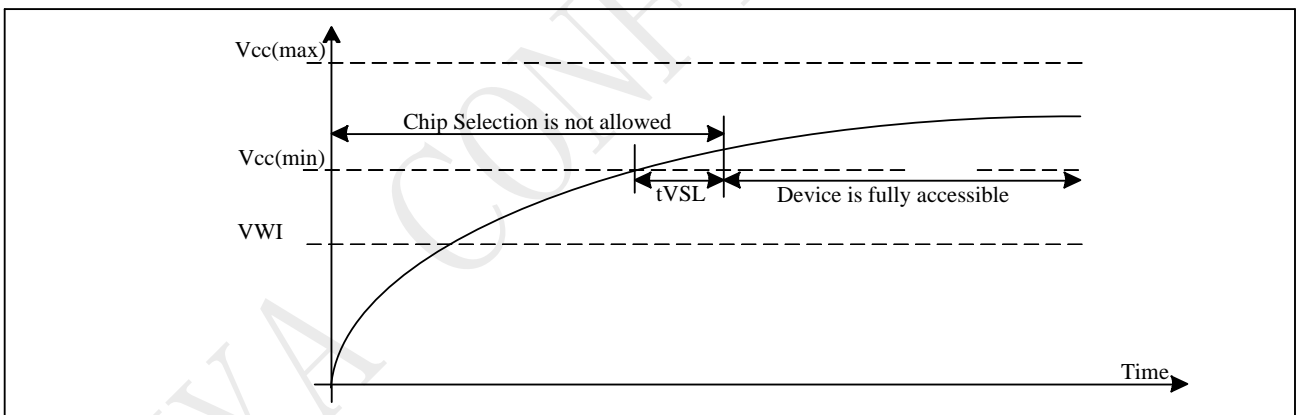 Vcc(max)
Chip Selection is not allowed
Vcc(min)
tVSL
Device is fully accessible
VWI
Time